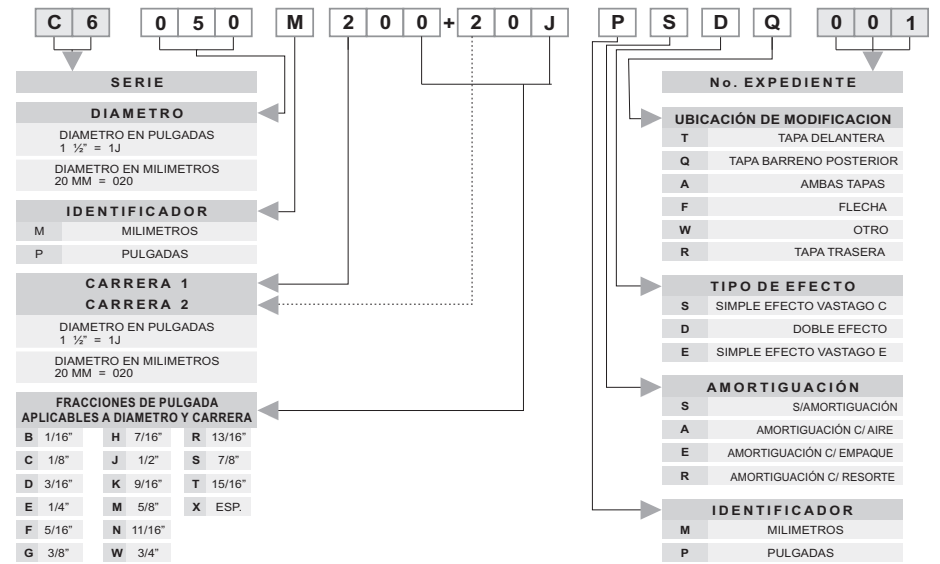 C 6 0 5 0 M 2 0 0 + 2 0 J P S D Q 0 0 1
SERIE
DIAMETRO
DIAMETRO EN PULGADAS
1 ½" = 1J
DIAMETRO EN MILIMETROS
20 MM = 020
IDENTIFICADOR
M MILIMETROS
P PULGADAS
CARRERA 1
CARRERA 2
DIAMETRO EN PULGADAS
1 ½" = 1J
DIAMETRO EN MILIMETROS
20 MM = 020
FRACCIONES DE PULGADA
APLICABLES A DIAMETRO Y CARRERA
B 1/16" H 7/16" R 13/16"
C 1/8" J 1/2" S 7/8"
D 3/16" K 9/16" T 15/16"
E 1/4" M 5/8" X ESP.
F 5/16" N 11/16"
G 3/8" W 3/4"
No. EXPEDIENTE
UBICACIÓN DE MODIFICACION
T TAPA DELANTERA
Q TAPA BARRENO POSTERIOR
A AMBAS TAPAS
F FLECHA
W OTRO
R TAPA TRASERA
TIPO DE EFECTO
S SIMPLE EFECTO VASTAGO C
D DOBLE EFECTO
E SIMPLE EFECTO VASTAGO E
AMORTIGUACIÓN
S S/AMORTIGUACIÓN
A AMORTIGUACIÓN C/ AIRE
E AMORTIGUACIÓN C/ EMPAQUE
R AMORTIGUACIÓN C/ RESORTE
IDENTIFICADOR
M MILIMETROS
P PULGADAS